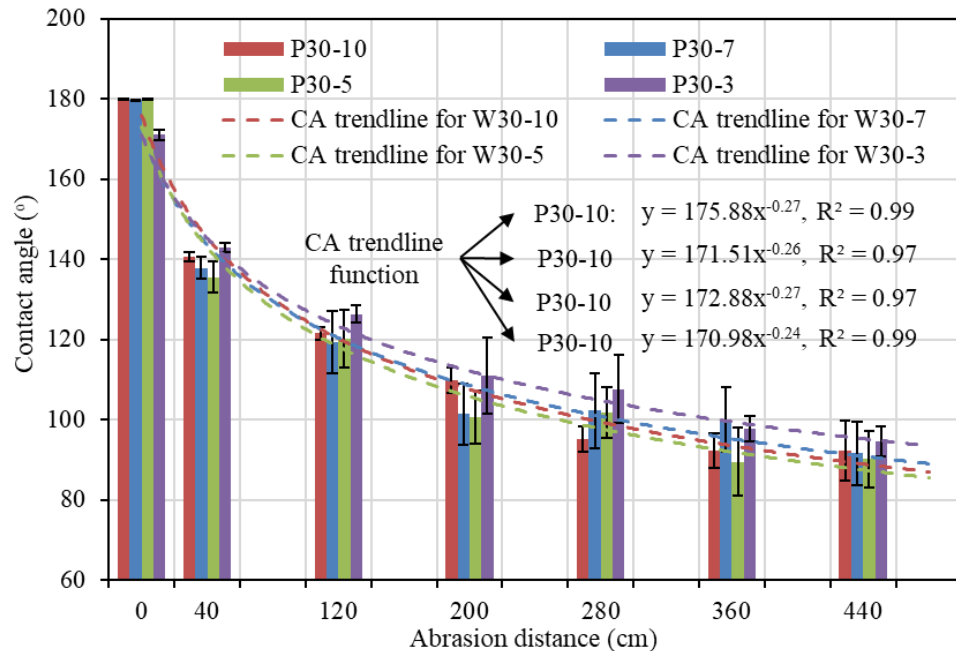 200
180
160
140
120
100
80
60
Contact angle (°)
P30-10
P30-7
P30-5
P30-3
CA trendline for W30-10
CA trendline for W30-7
CA trendline for W30-5
CA trendline for W30-3
CA trendline
function
P30-10: y = 175.88x^-0.27, R² = 0.99
P30-10 y = 171.51x^-0.26, R² = 0.97
P30-10 y = 172.88x^-0.27, R² = 0.97
P30-10 y = 170.98x^-0.24, R² = 0.99
0 40 120 200 280 360 440
Abrasion distance (cm)